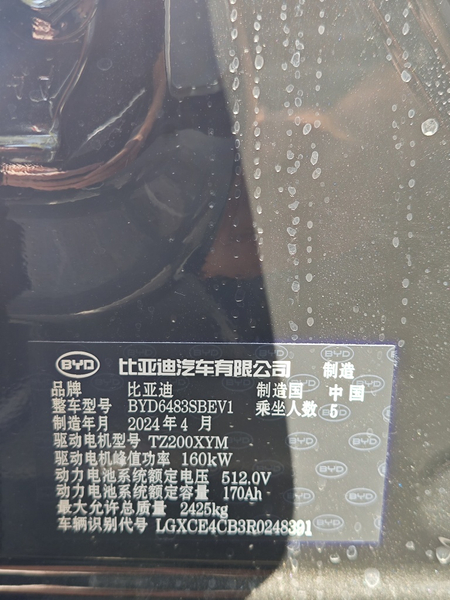 BYD 比亚迪汽车有限公司 制造
品牌 比亚迪 制造国 中国
整车型号 BYD6483SBEV1 乘坐人数 5
制造年月 2024年4月
驱动电机型号 TZ200XYM
驱动电机峰值功率 160kW
动力电池系统额定电压 512.0V
动力电池系统额定容量 170Ah
最大允许总质量 2425kg
车辆识别代号 LGXCE4CB3R0248391